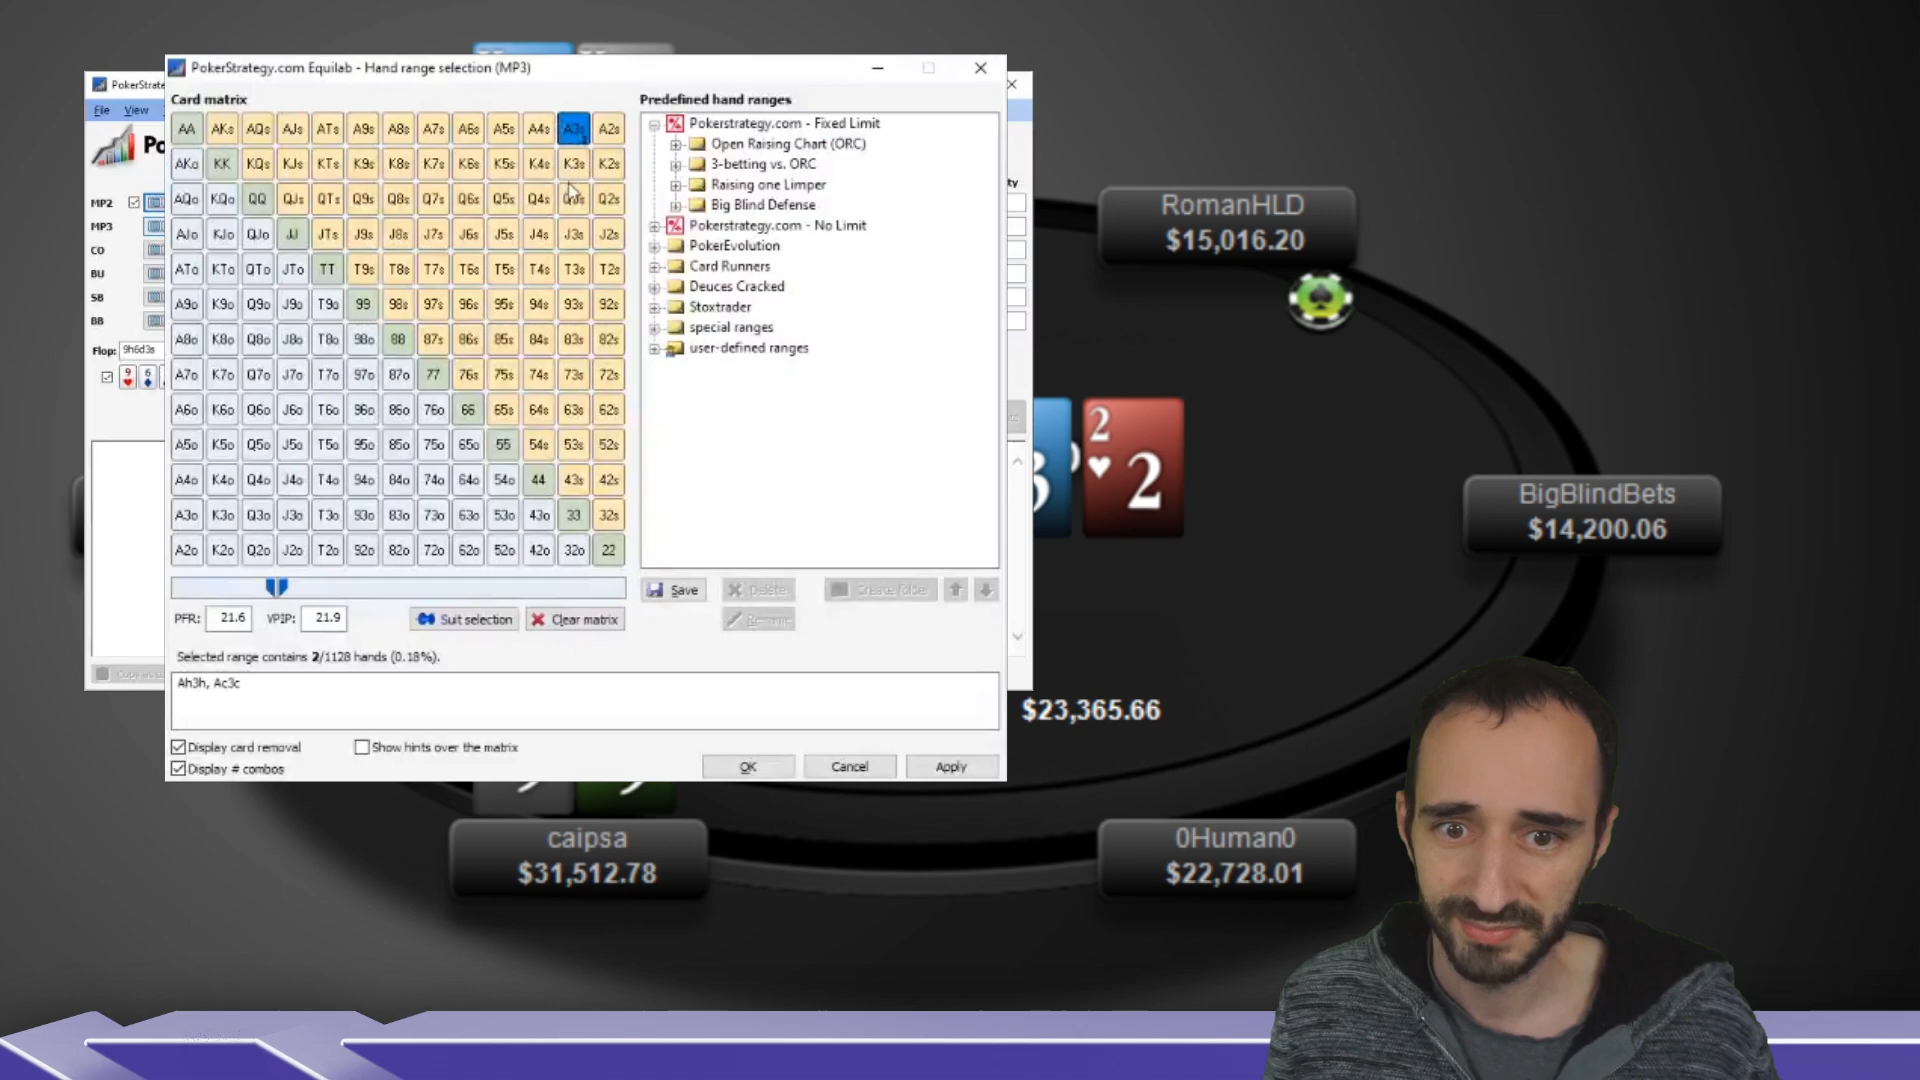 PokerStrategy.com Equilab - Hand range selection (MP3)
PokerStrate
File View
Po
MP2
MP3
CO
BU
SB
BB
Flop: 9h6d3s
9 6
Card matrix
AA AKs AQs AJs ATs A9s A8s A7s A6s A5s A4s A3s A2s
AKo KK KQs KJs KTs K9s K8s K7s K6s K5s K4s K3s K2s
AQo KQo QQ QJs QTs Q9s Q8s Q7s Q6s Q5s Q4s Q3s Q2s
AJo KJo QJo JJ JTs J9s J8s J7s J6s J5s J4s J3s J2s
ATo KTo QTo JTo TT T9s T8s T7s T6s T5s T4s T3s T2s
A9o K9o Q9o J9o T9o 99 98s 97s 96s 95s 94s 93s 92s
A8o K8o Q8o J8o T8o 98o 88 87s 86s 85s 84s 83s 82s
A7o K7o Q7o J7o T7o 97o 87o 77 76s 75s 74s 73s 72s
A6o K6o Q6o J6o T6o 96o 86o 76o 66 65s 64s 63s 62s
A5o K5o Q5o J5o T5o 95o 85o 75o 65o 55 54s 53s 52s
A4o K4o Q4o J4o T4o 94o 84o 74o 64o 54o 44 43s 42s
A3o K3o Q3o J3o T3o 93o 83o 73o 63o 53o 43o 33 32s
A2o K2o Q2o J2o T2o 92o 82o 72o 62o 52o 42o 32o 22
PFR: 21.6 VPIP: 21.9 Suit selection Clear matrix
Selected range contains 2/1128 hands (0.18%).
Ah3h, Ac3c
Display card removal Show hints over the matrix
Display # combos
OK Cancel Apply
Predefined hand ranges
Pokerstrategy.com - Fixed Limit
Open Raising Chart (ORC)
3-betting vs. ORC
Raising one Limper
Big Blind Defense
Pokerstrategy.com - No Limit
PokerEvolution
Card Runners
Deuces Cracked
Stoxtrader
special ranges
user-defined ranges
Save Delete Create folder
Rename
RomanHLD
$15,016.20
2
2
BigBlindBets
$14,200.06
$23,365.66
caipsa
$31,512.78
0Human0
$22,728.01